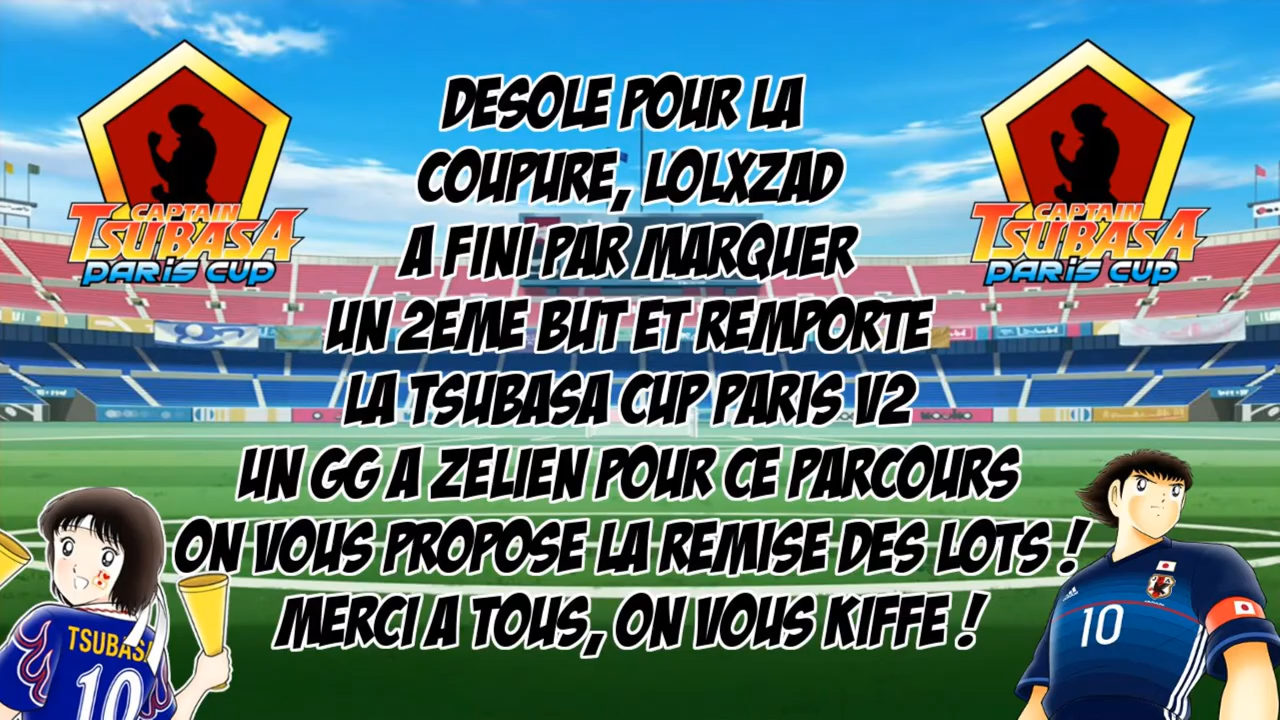 DESOLE POUR LA
COUPURE, LOLXZAD
A FINI PAR MARQUER
UN 2EME BUT ET REMPORTE
LA TSUBASA CUP PARIS V2
UN GG A ZELIEN POUR CE PARCOURS
ON VOUS PROPOSE LA REMISE DES LOTS !
MERCI A TOUS, ON VOUS KIFFE !
CAPTAIN
TSUBASA
PARIS CUP
CAPTAIN
TSUBASA
PARIS CUP
TSUBASA
10
10